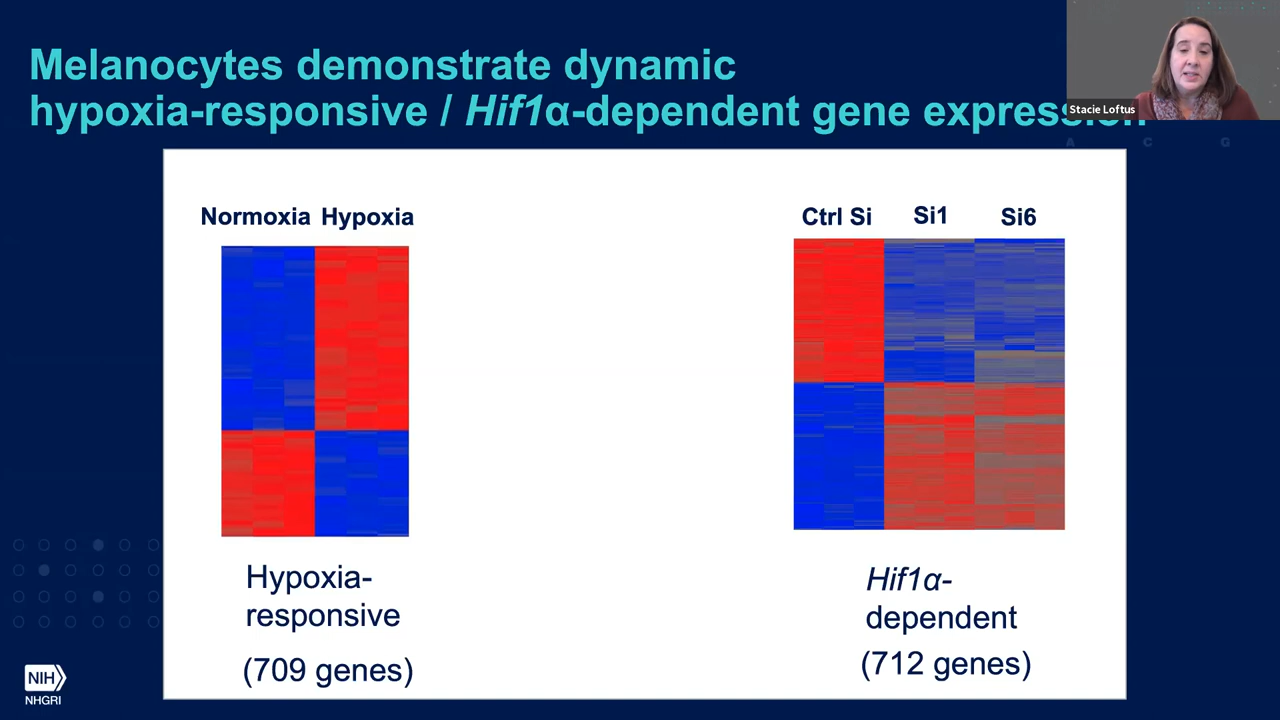 Melanocytes demonstrate dynamic
hypoxia-responsive / Hif1α-dependent gene expression
Stacie Loftus
A C G
Normoxia Hypoxia
Ctrl Si Si1 Si6
Hypoxia-
responsive
(709 genes)
Hif1α-
dependent
(712 genes)
NIH
NHGRI